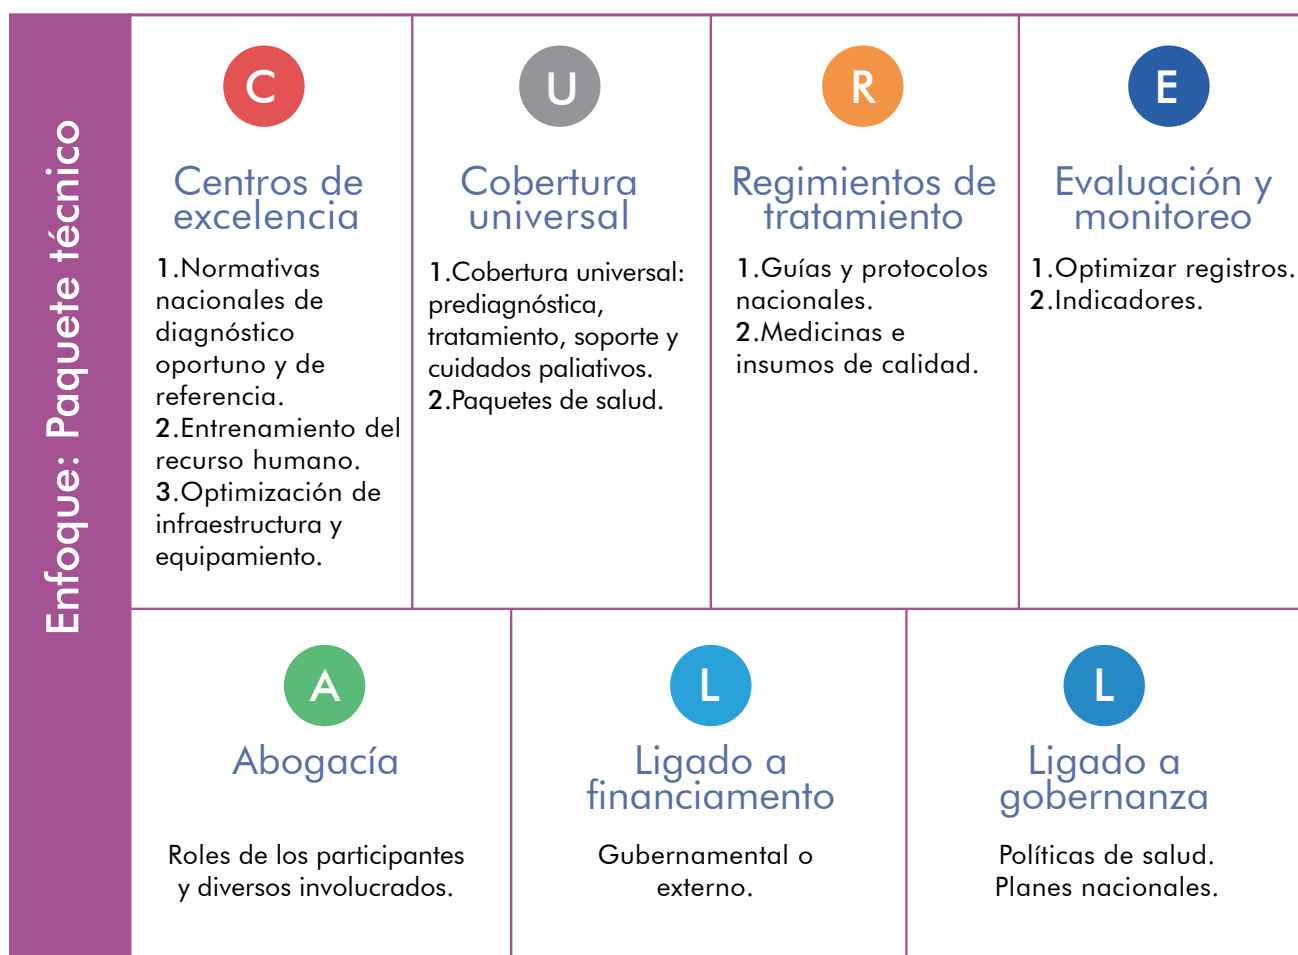 Enfoque: Paquete técnico
C
Centros de
excelencia
1.Normativas
nacionales de
diagnóstico
oportuno y de
referencia.
2.Entrenamiento del
recurso humano.
3.Optimización de
infraestructura y
equipamiento.
U
Cobertura
universal
1.Cobertura universal:
prediagnóstica,
tratamiento, soporte y
cuidados paliativos.
2.Paquetes de salud.
R
Regimientos de
tratamiento
1.Guías y protocolos
nacionales.
2.Medicinas e
insumos de calidad.
E
Evaluación y
monitoreo
1.Optimizar registros.
2.Indicadores.
A
Abogacía
Roles de los participantes
y diversos involucrados.
L
Ligado a
financiamento
Gubernamental o
externo.
L
Ligado a
gobernanza
Políticas de salud.
Planes nacionales.